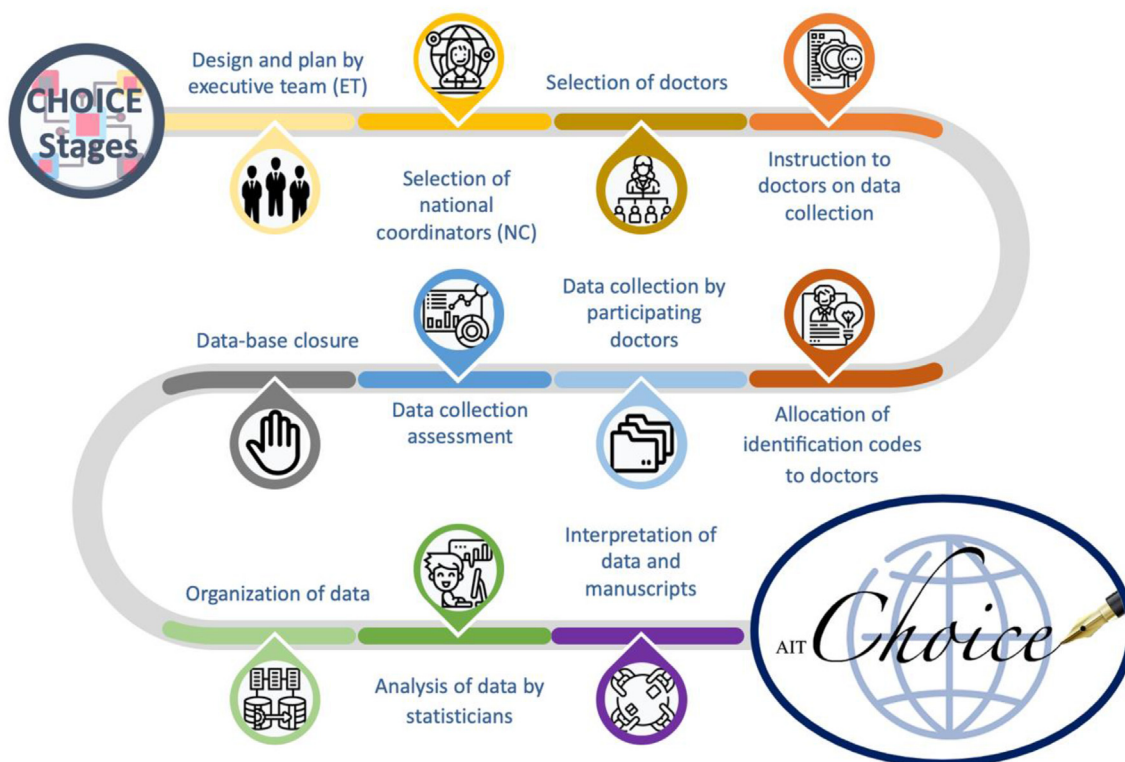 CHOICE
Stages
Design and plan by
executive team (ET)
Selection of
national
coordinators (NC)
Selection of doctors
Instruction to
doctors on data
collection
Allocation of
identification codes
to doctors
Data collection by
participating
doctors
Data collection
assessment
Data-base closure
Organization of data
Analysis of data by
statisticians
Interpretation of
data and
manuscripts
AIT Choice